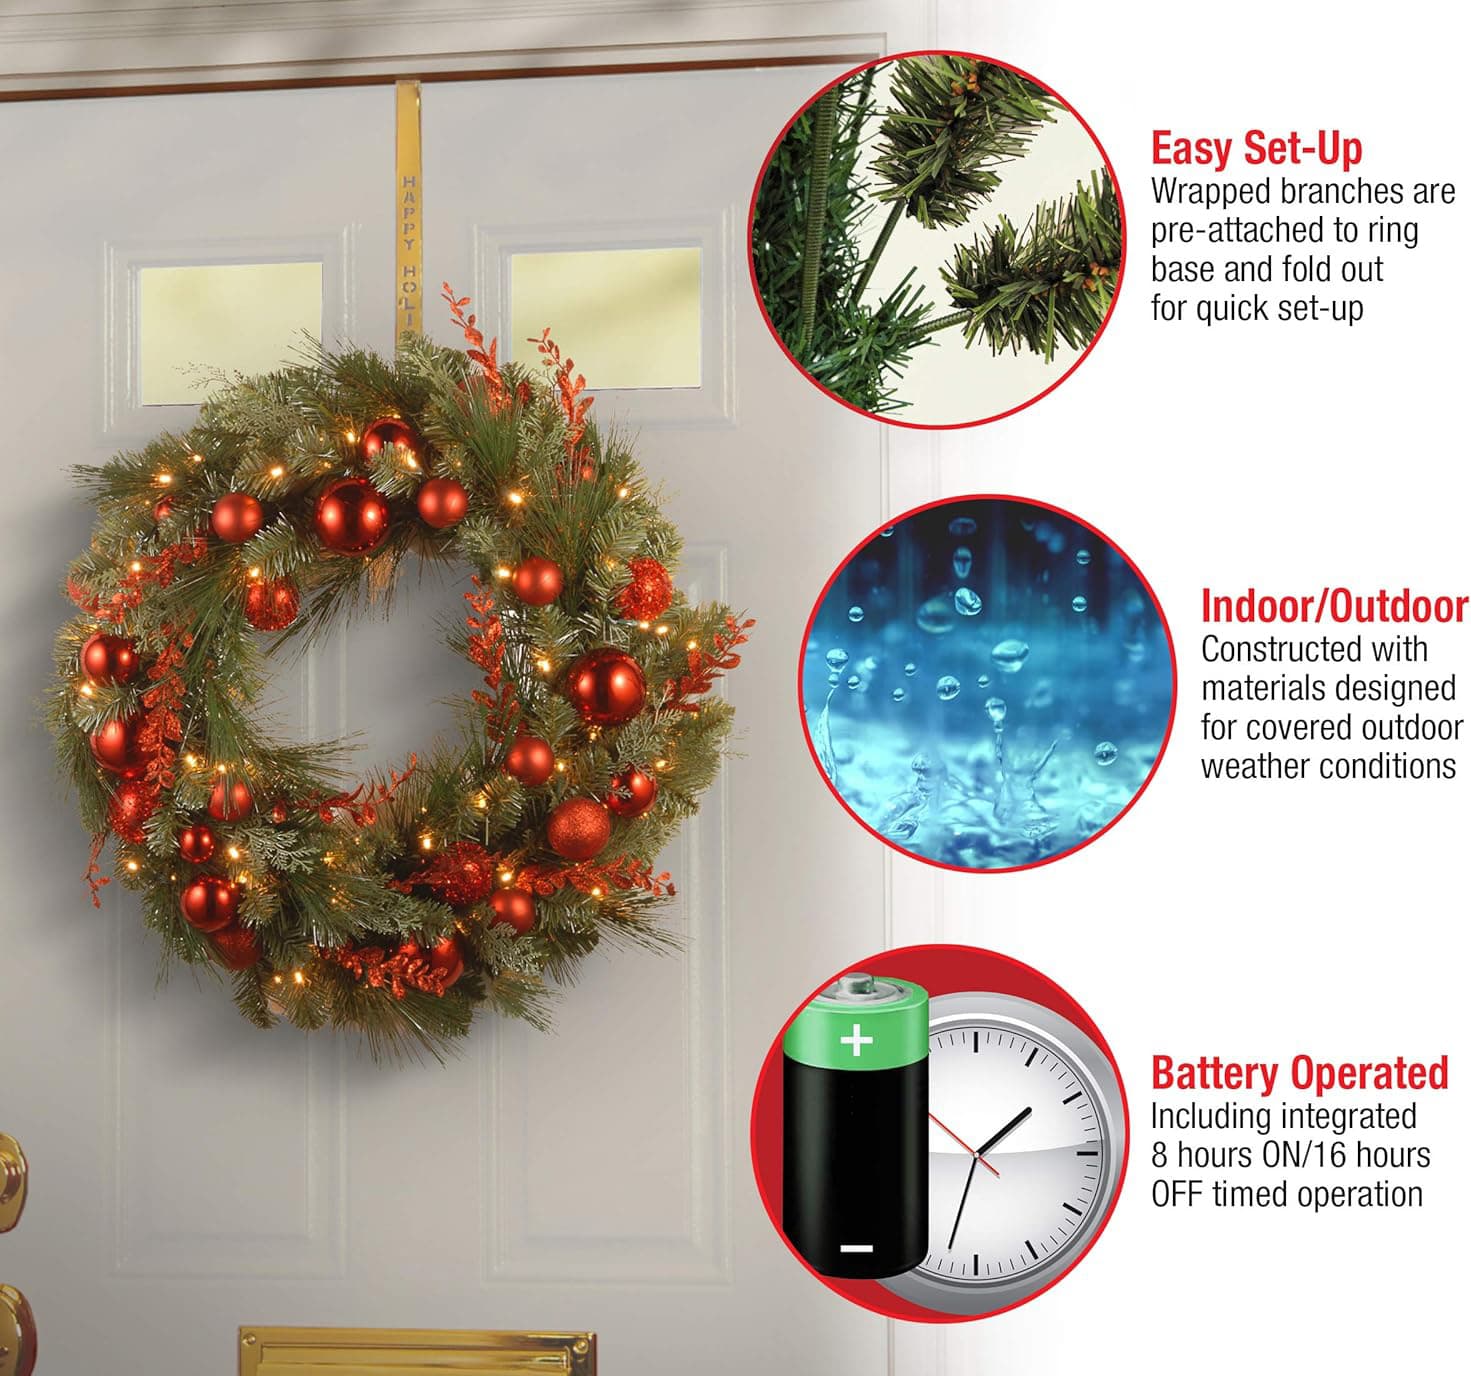 HAPPY HOLI
Easy Set-Up
Wrapped branches are
pre-attached to ring
base and fold out
for quick set-up
Indoor/Outdoor
Constructed with
materials designed
for covered outdoor
weather conditions
+
Battery Operated
Including integrated
8 hours ON/16 hours
OFF timed operation